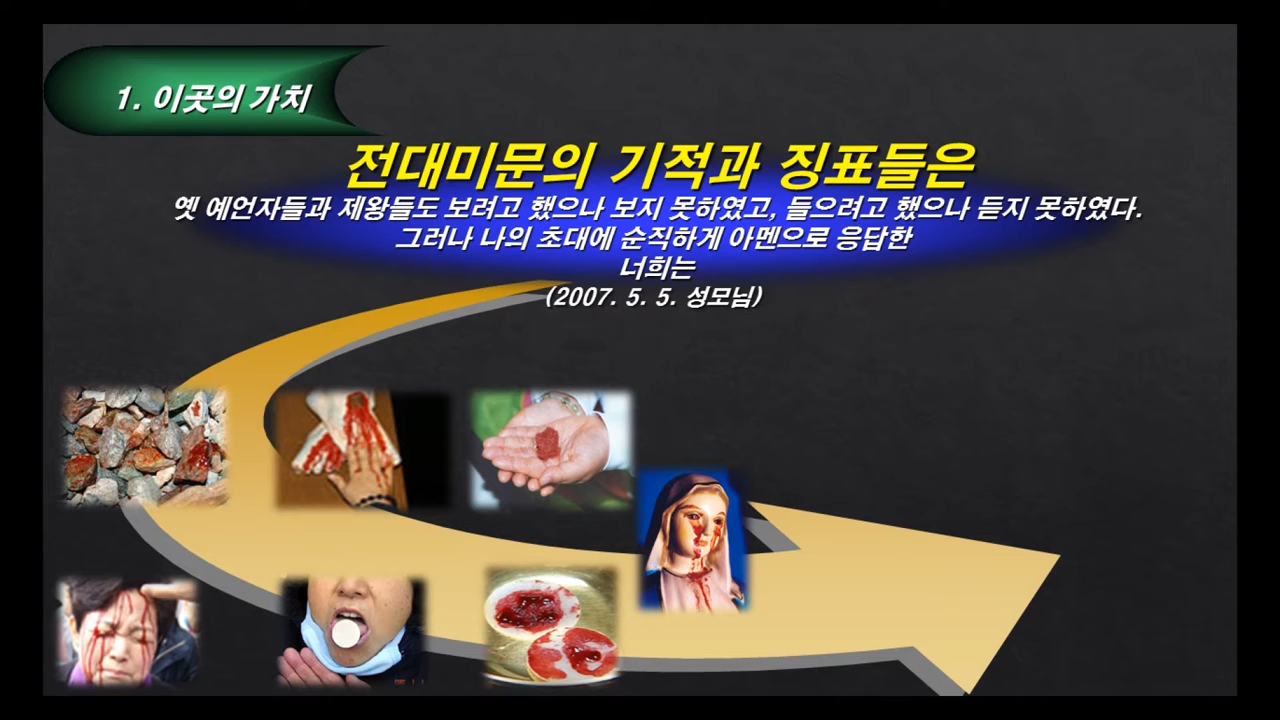 1. 이곳의 가치
전대미문의 기적과 징표들은
옛 예언자들과 제왕들도 보려고 했으나 보지 못하였고, 들으려고 했으나 듣지 못하였다.
그러나 나의 초대에 순직하게 아멘으로 응답한
너희는
(2007. 5. 5. 성모님)